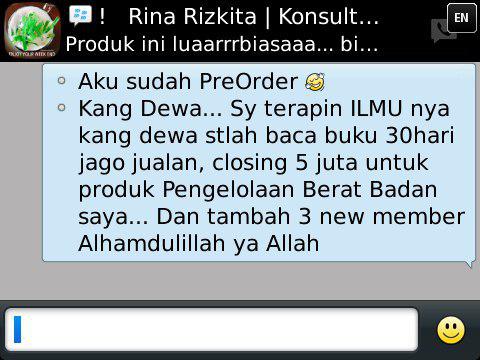 ! Rina Rizkita | Konsult...
EN
Produk ini luaarrrbiasaaa... bi...
Aku sudah PreOrder 🤣
Kang Dewa... Sy terapin ILMU nya
kang dewa stlah baca buku 30hari
jago jualan, closing 5 juta untuk
produk Pengelolaan Berat Badan
saya... Dan tambah 3 new member
Alhamdulillah ya Allah